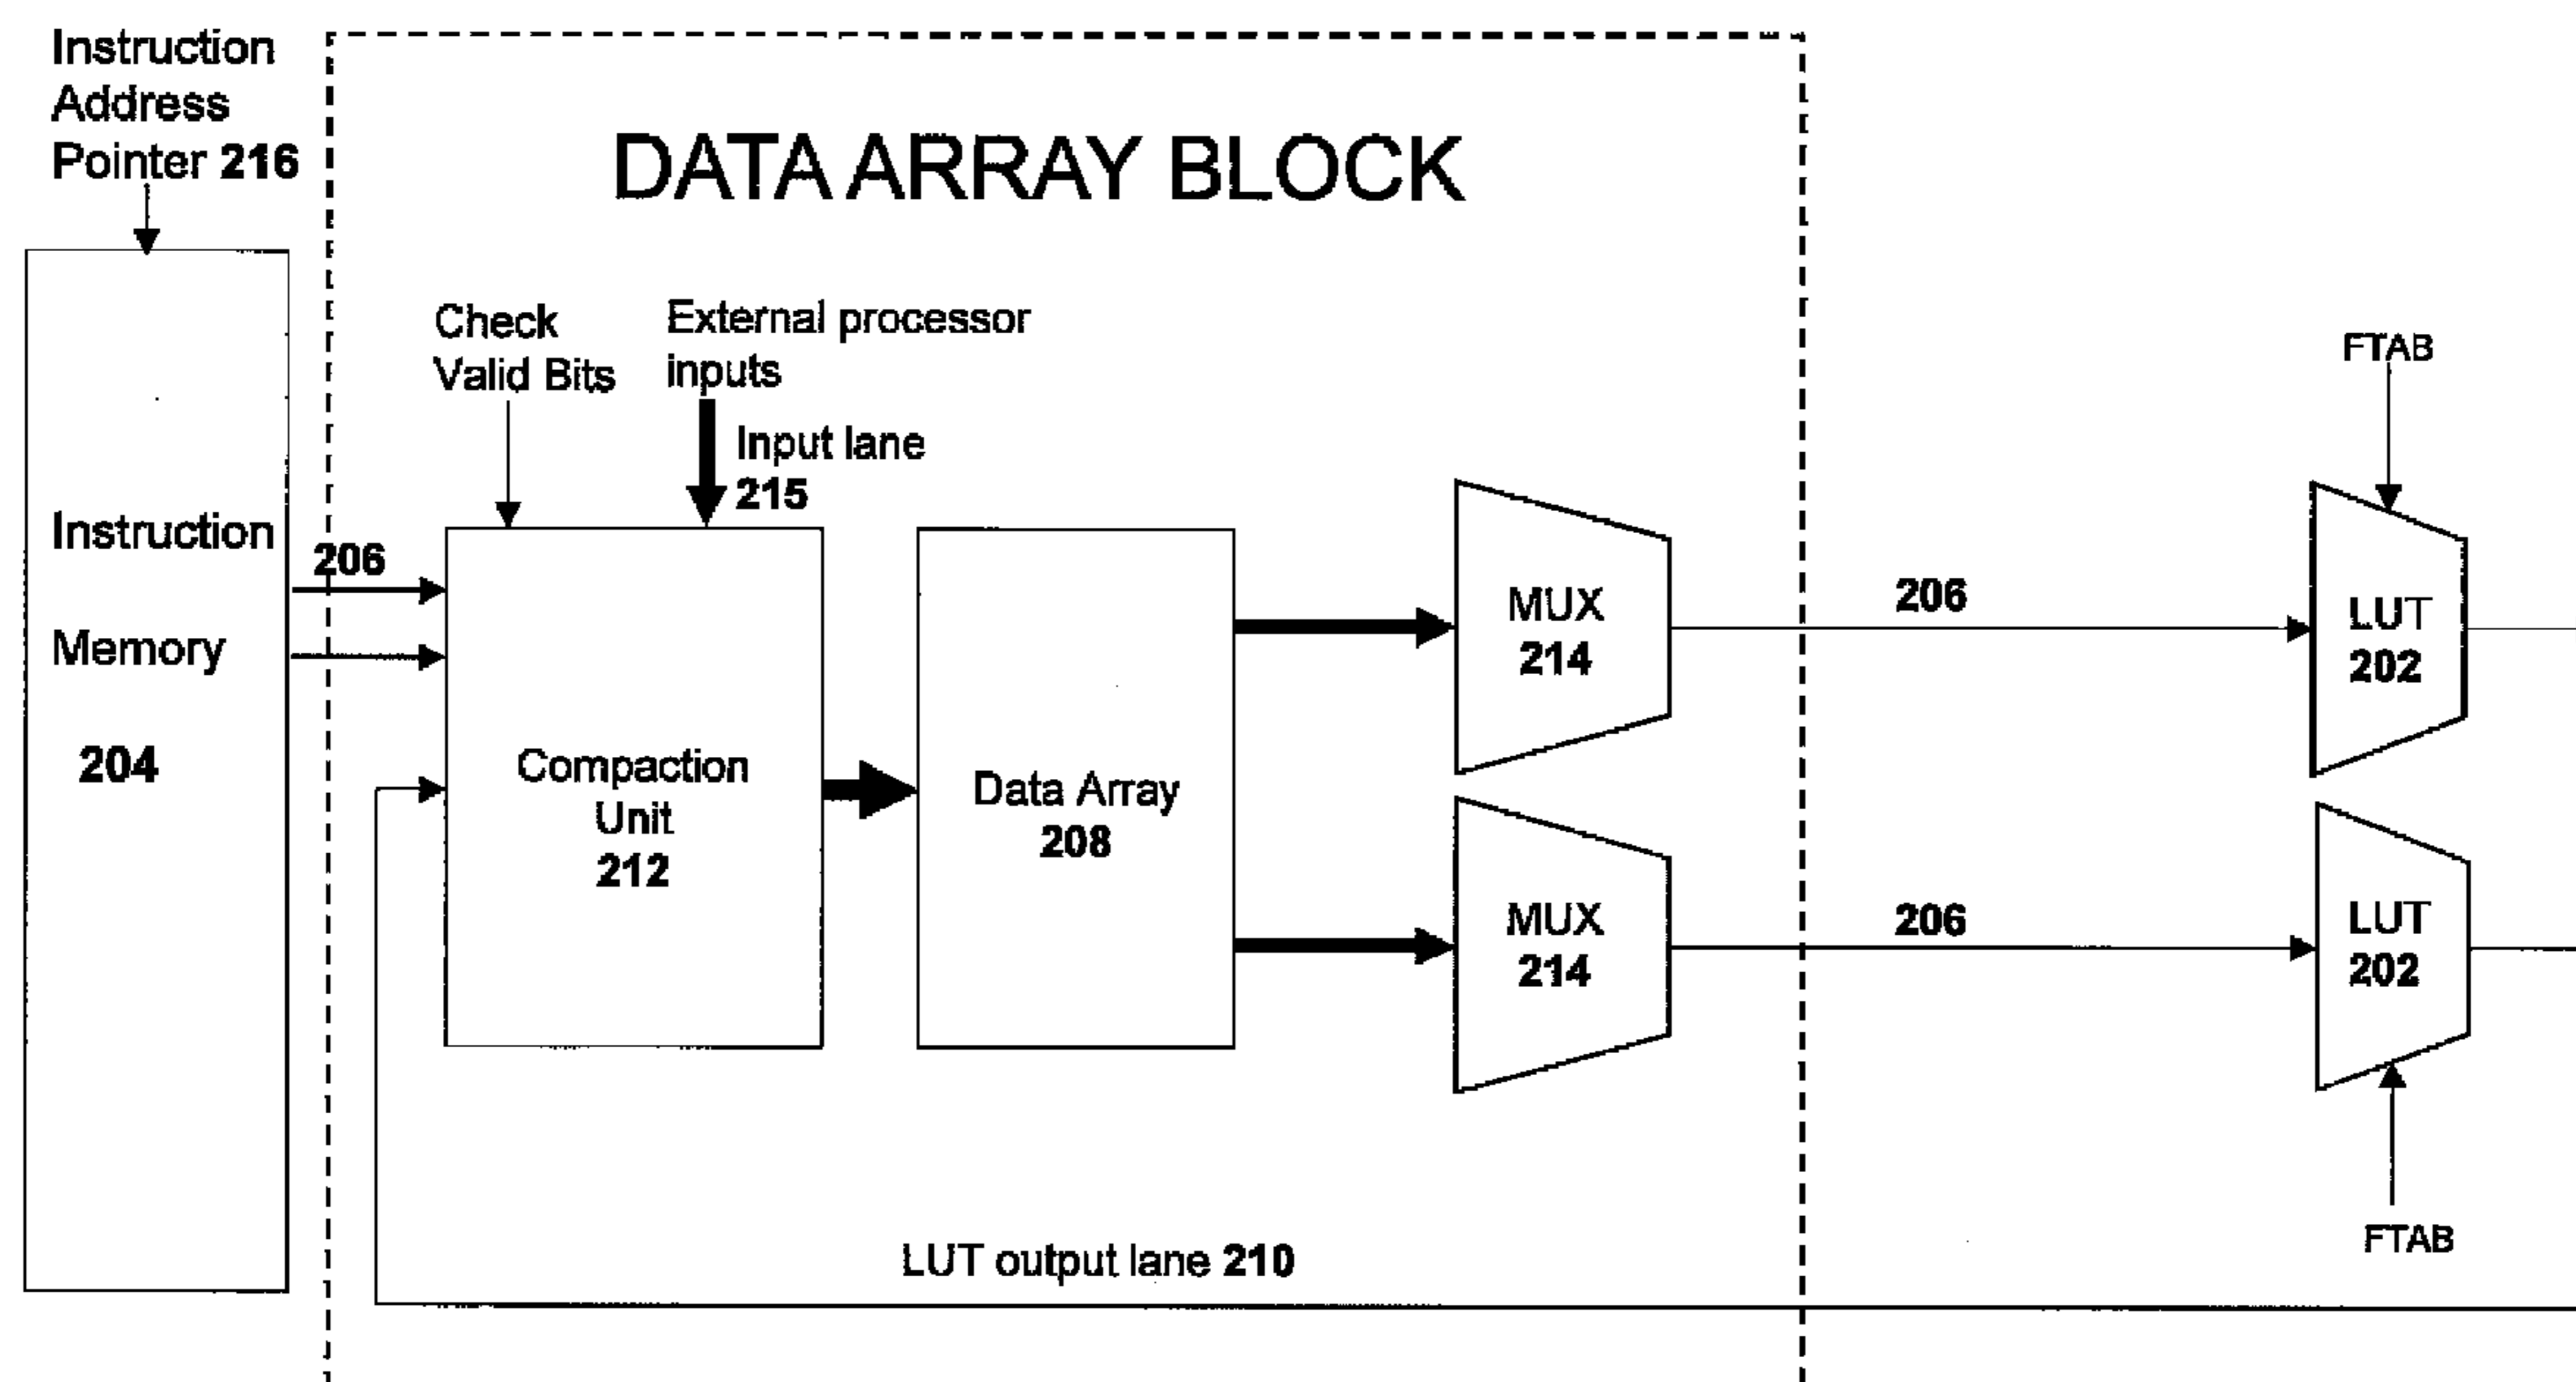 Instruction
Address
Pointer 216
DATA ARRAY BLOCK
Check
Valid Bits
External processor
inputs
Input lane
215
FTAB
Instruction
Memory
204
206
Compaction
Unit
212
Data Array
208
MUX
214
206
LUT
202
MUX
214
206
LUT
202
LUT output lane 210
FTAB